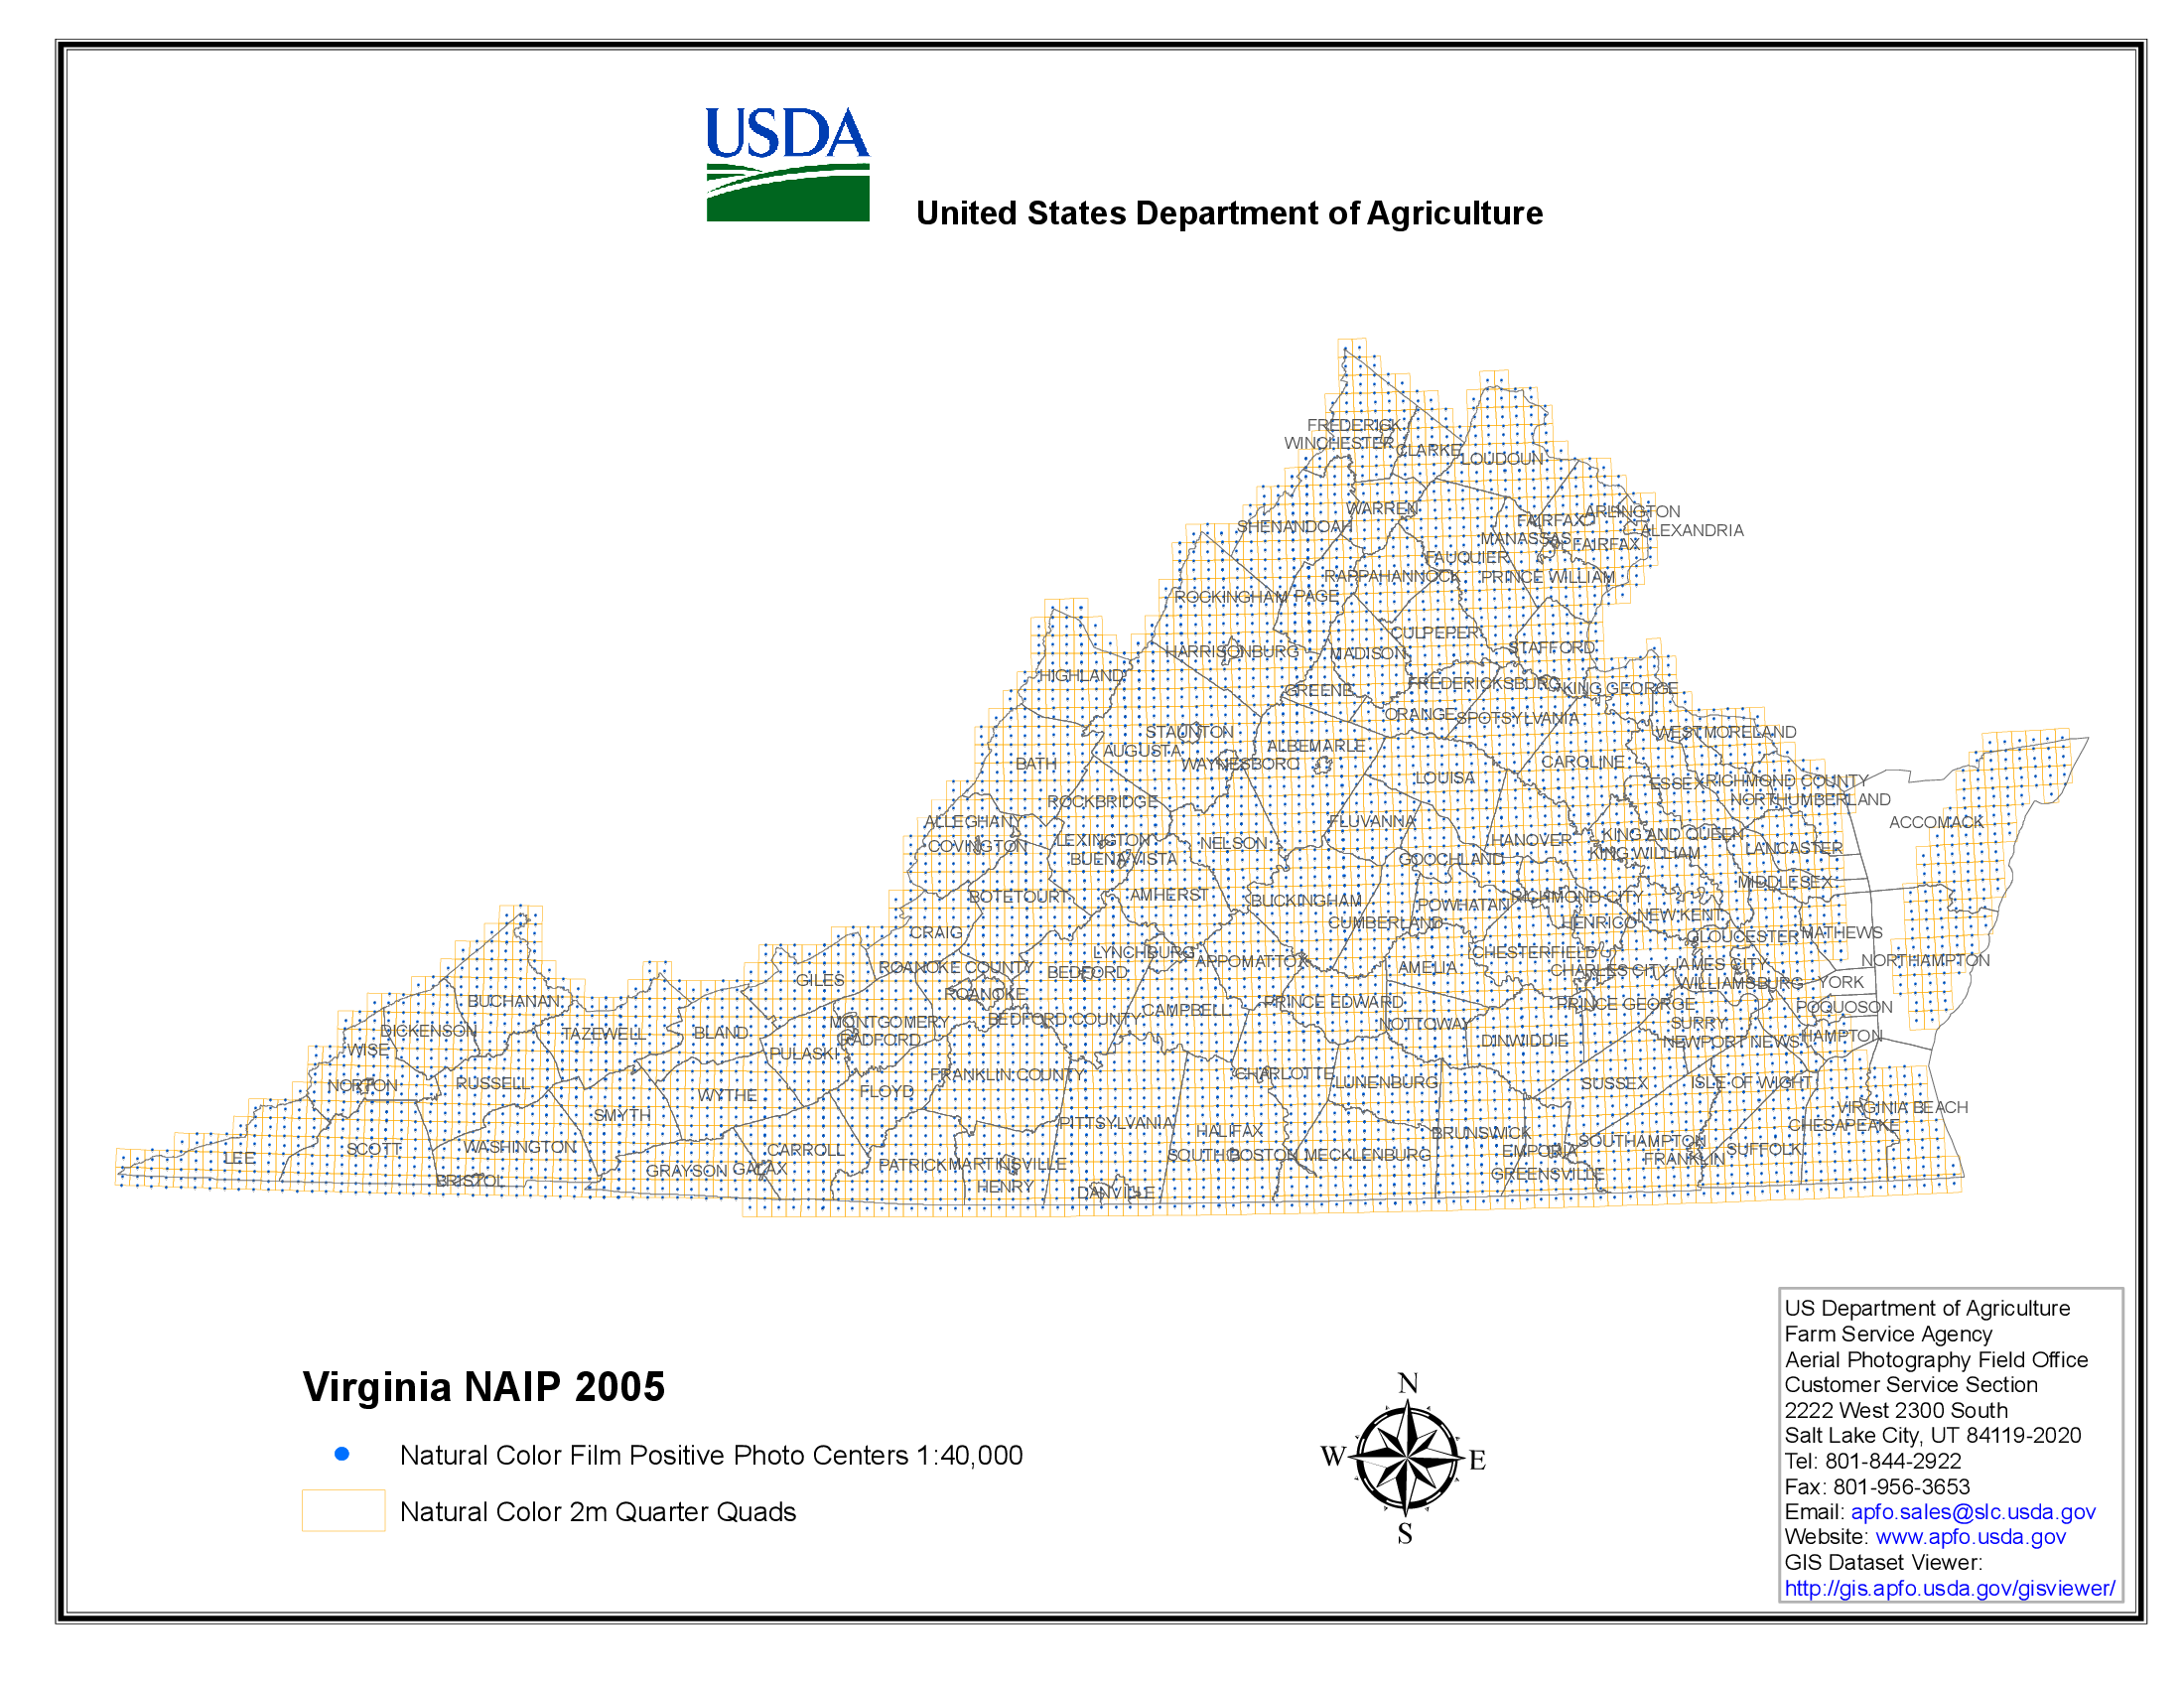 USDA
United States Department of Agriculture
FREDERICK
WINCHESTER
CLARKE
LOUDOUN
WARREN
ARLINGTON
SHENANDOAH
FAIRFAX
ALEXANDRIA
MANASSAS
FAIRFAX
FAUQUIER
RAPPAHANNOCK
PRINCE WILLIAM
ROCKINGHAM
PAGE
CULPEPER
HARRISONBURG
MADISON
STAFFORD
HIGHLAND
GREENE
FREDERICKSBURG
KING GEORGE
ORANGE
SPOTSYLVANIA
STAUNTON
WESTMORELAND
AUGUSTA
ALBEMARLE
BATH
WAYNESBORO
CAROLINE
LOUISA
ESSEX
RICHMOND COUNTY
ROCKBRIDGE
NORTHUMBERLAND
ALLEGHANY
FLUVANNA
ACCOMACK
COVINGTON
LEXINGTON
NELSON
HANOVER
KING AND QUEEN
BUENA VISTA
GOOCHLAND
KING WILLIAM
LANCASTER
MIDDLESEX
BOTETOURT
AMHERST
BUCKINGHAM
POWHATAN
RICHMOND CITY
CUMBERLAND
HENRICO
NEW KENT
CRAIG
GLOUCESTER
MATHEWS
LYNCHBURG
CHESTERFIELD
ROANOKE COUNTY
BEDFORD
APPOMATTOX
AMELIA
CHARLES CITY
JAMES CITY
NORTHAMPTON
GILES
WILLIAMSBURG
YORK
ROANOKE
BUCHANAN
PRINCE EDWARD
PRINCE GEORGE
POQUOSON
MONTGOMERY
BEDFORD COUNTY
CAMPBELL
NOTTOWAY
SURRY
DICKENSON
TAZEWELL
BLAND
RADFORD
DINWIDDIE
NEWPORT NEWS
HAMPTON
WISE
PULASKI
NORTON
RUSSELL
FRANKLIN COUNTY
CHARLOTTE
LUNENBURG
SUSSEX
ISLE OF WIGHT
WYTHE
FLOYD
SMYTH
PITTSYLVANIA
VIRGINIA BEACH
HALIFAX
BRUNSWICK
CHESAPEAKE
LEE
SCOTT
WASHINGTON
CARROLL
SOUTHAMPTON
SUFFOLK
GRAYSON
GALAX
PATRICK
MARTINSVILLE
SOUTH BOSTON
MECKLENBURG
EMPORIA
FRANKLIN
BRISTOL
HENRY
GREENSVILLE
DANVILLE
US Department of Agriculture
Farm Service Agency
Aerial Photography Field Office
Customer Service Section
2222 West 2300 South
Salt Lake City, UT 84119-2020
Tel: 801-844-2922
Fax: 801-956-3653
Email: apfo.sales@slc.usda.gov
Website: www.apfo.usda.gov
GIS Dataset Viewer:
http://gis.apfo.usda.gov/gisviewer/
Virginia NAIP 2005
Natural Color Film Positive Photo Centers 1:40,000
Natural Color 2m Quarter Quads
N
W
E
S